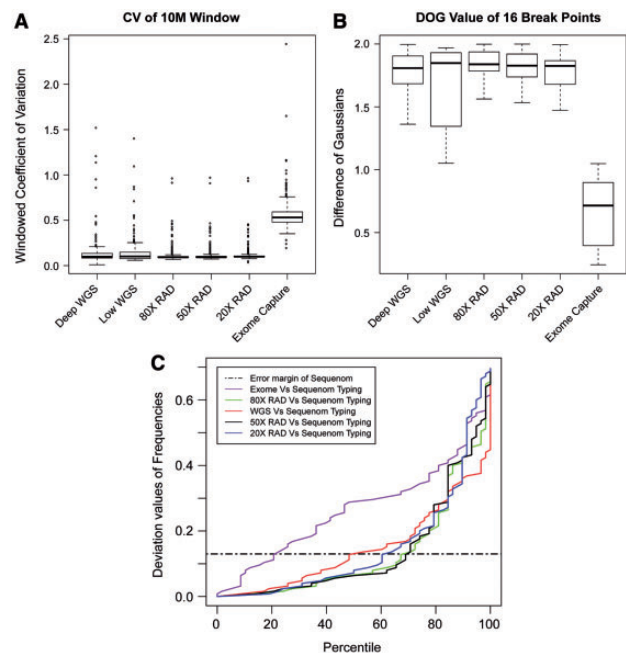 A
CV of 10M Window
Windowed Coefficient of Variation
2.5
2.0
1.5
1.0
0.5
0.0
Deep WGS
Low WGS
80X RAD
50X RAD
20X RAD
Exome Capture
B
DOG Value of 16 Break Points
Difference of Gaussians
2.0
1.5
1.0
0.5
Deep WGS
Low WGS
80X RAD
50X RAD
20X RAD
Exome Capture
C
Deviation values of Frequencies
0.6
0.4
0.2
0.0
Error margin of Sequenom
Exome Vs Sequenom Typing
80X RAD Vs Sequenom Typing
WGS Vs Sequenom Typing
50X RAD Vs Sequenom Typing
20X RAD Vs Sequenom Typing
0 20 40 60 80 100
Percentile